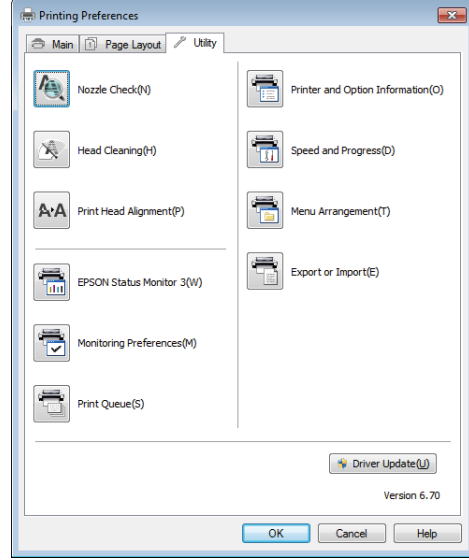 Printing Preferences
Main
Page Layout
Utility
Nozzle Check(N)
Head Cleaning(H)
Print Head Alignment(P)
EPSON Status Monitor 3(W)
Monitoring Preferences(M)
Print Queue(S)
Printer and Option Information(O)
Speed and Progress(D)
Menu Arrangement(T)
Export or Import(E)
Driver Update(U)
Version 6.70
OK
Cancel
Help